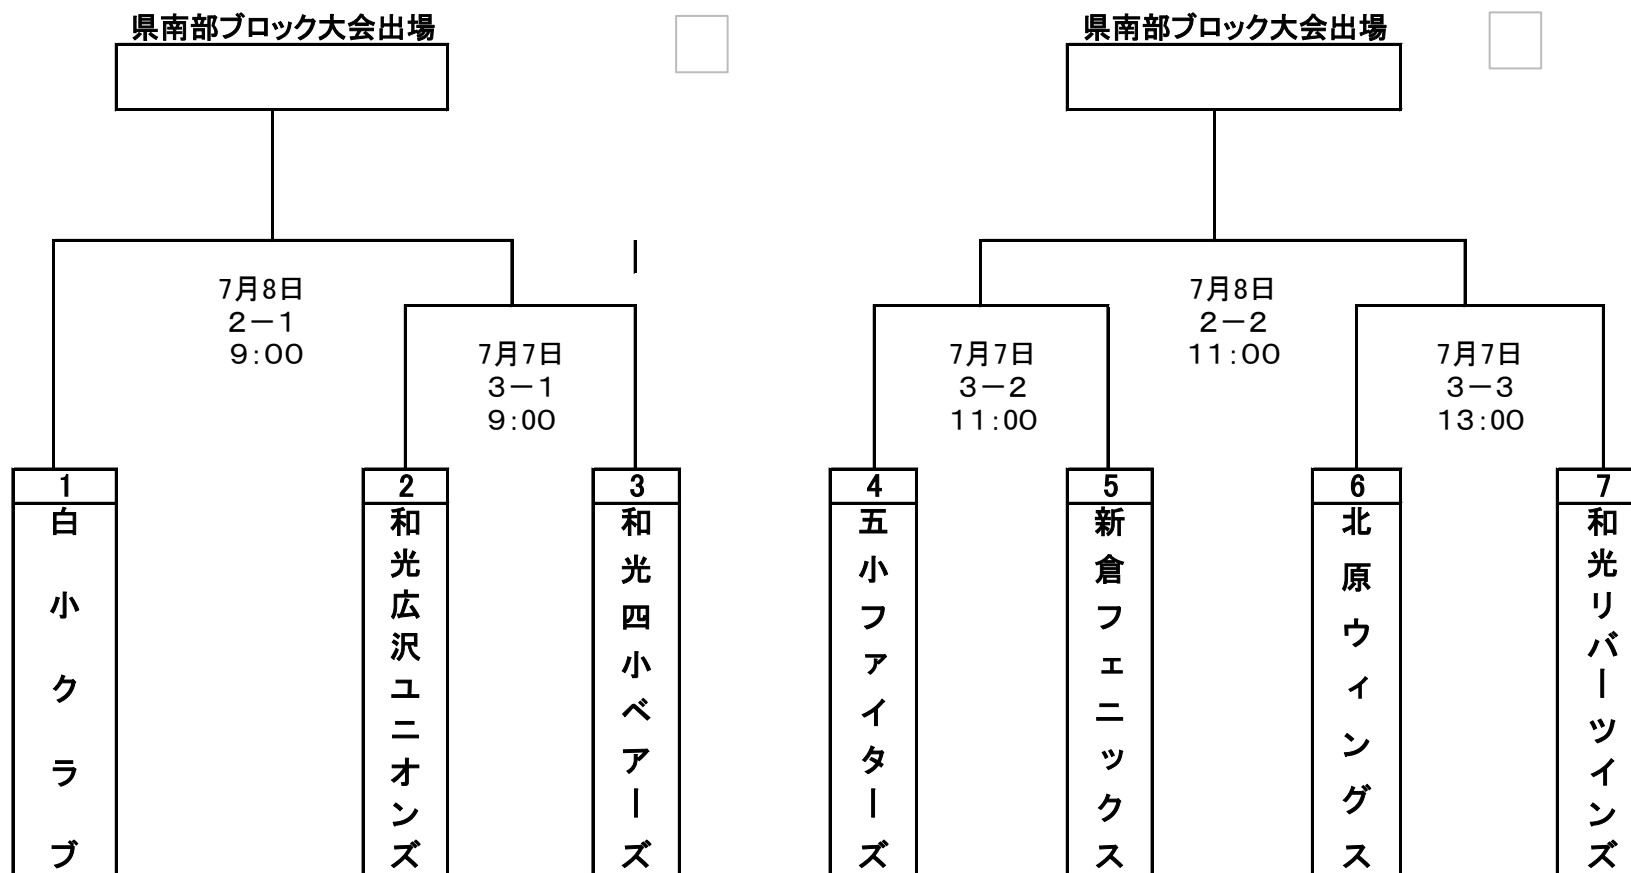 県南部ブロック大会出場
県南部ブロック大会出場
7月8日
2－1
9:00
7月7日
3－1
9:00
7月8日
2－2
11:00
7月7日
3－2
11:00
7月7日
3－3
13:00
1
白小クラブ
2
和光広沢ユニオンズ
3
和光四小ベアーズ
4
五小ファイターズ
5
新倉フェニックス
6
北原ウィングス
7
和光リバーツインズ